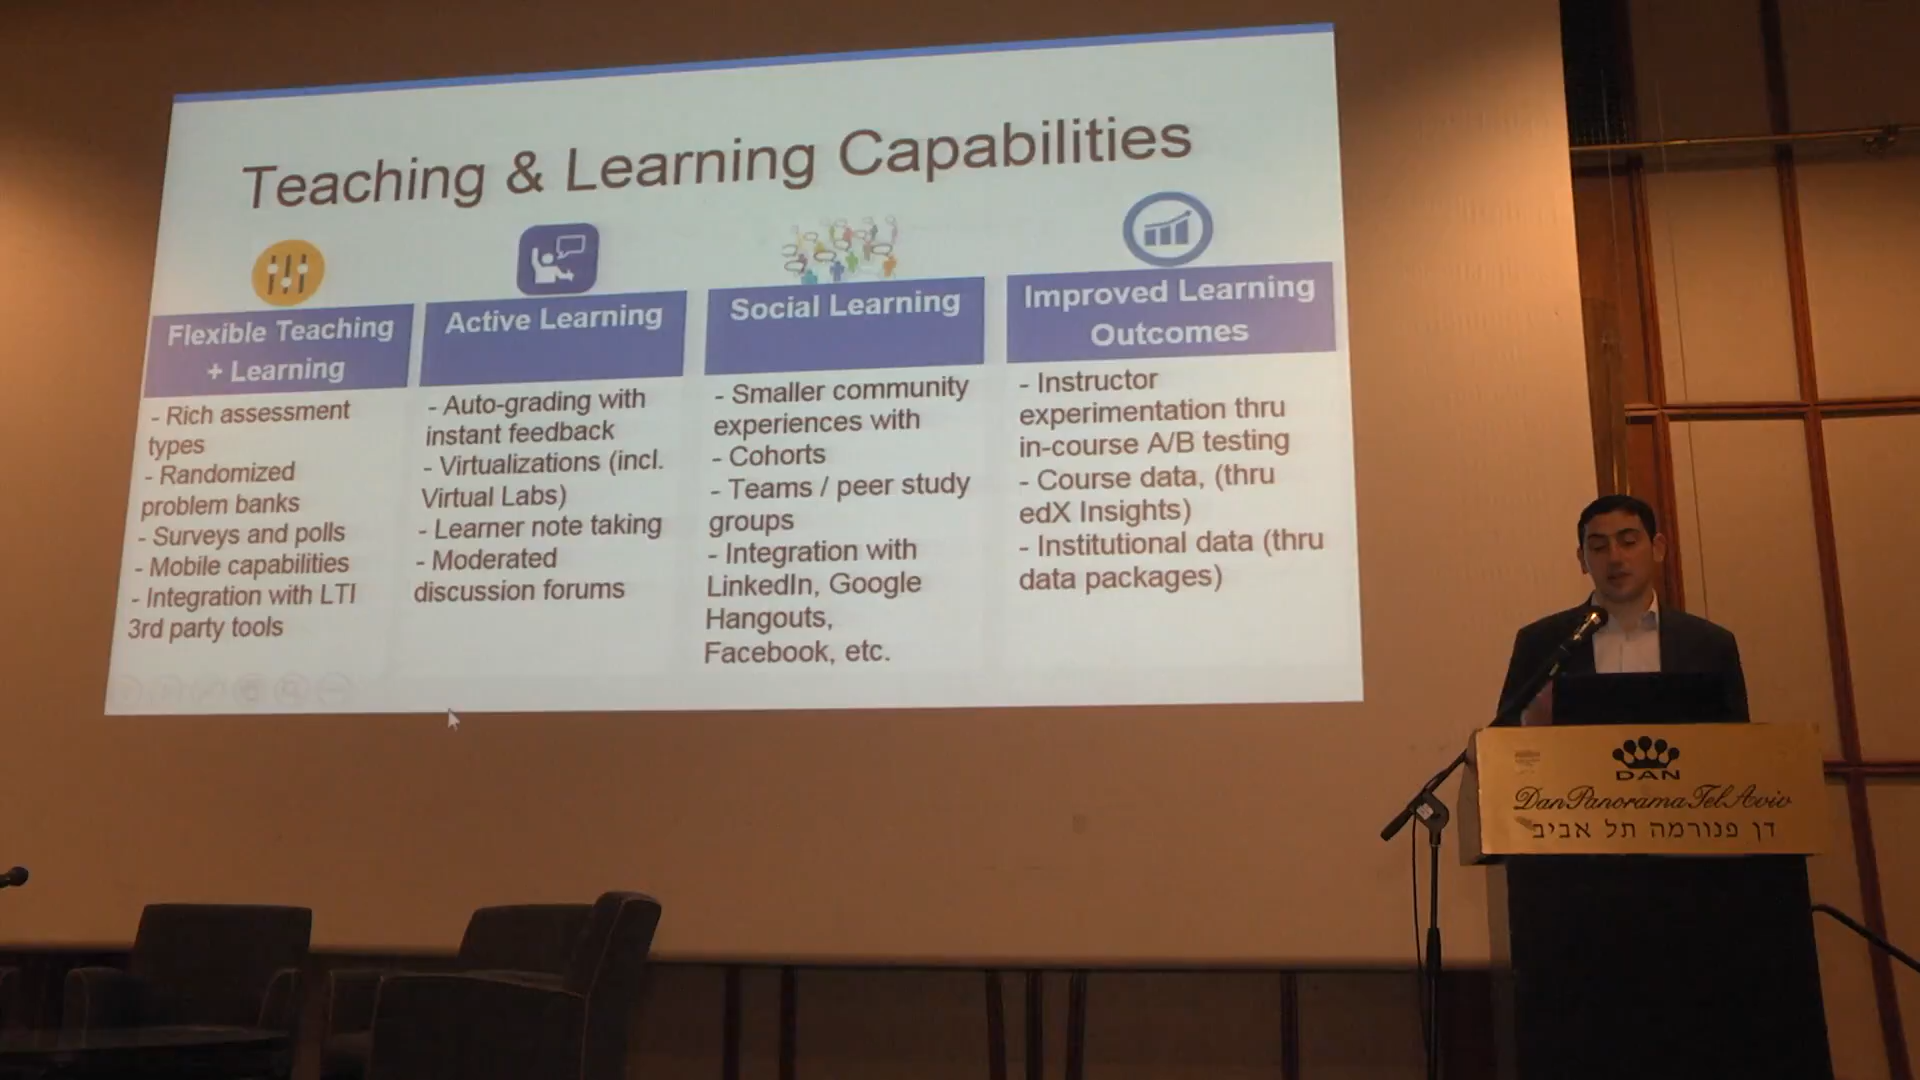 Teaching & Learning Capabilities
Flexible Teaching
+ Learning
- Rich assessment
types
- Randomized
problem banks
- Surveys and polls
- Mobile capabilities
- Integration with LTI
3rd party tools
Active Learning
- Auto-grading with
instant feedback
- Virtualizations (incl.
Virtual Labs)
- Learner note taking
- Moderated
discussion forums
Social Learning
- Smaller community
experiences with
- Cohorts
- Teams / peer study
groups
- Integration with
LinkedIn, Google
Hangouts,
Facebook, etc.
Improved Learning
Outcomes
- Instructor
experimentation thru
in-course A/B testing
- Course data, (thru
edX Insights)
- Institutional data (thru
data packages)
DAN
Dan Panorama Tel Aviv
דן פנורמה תל אביב